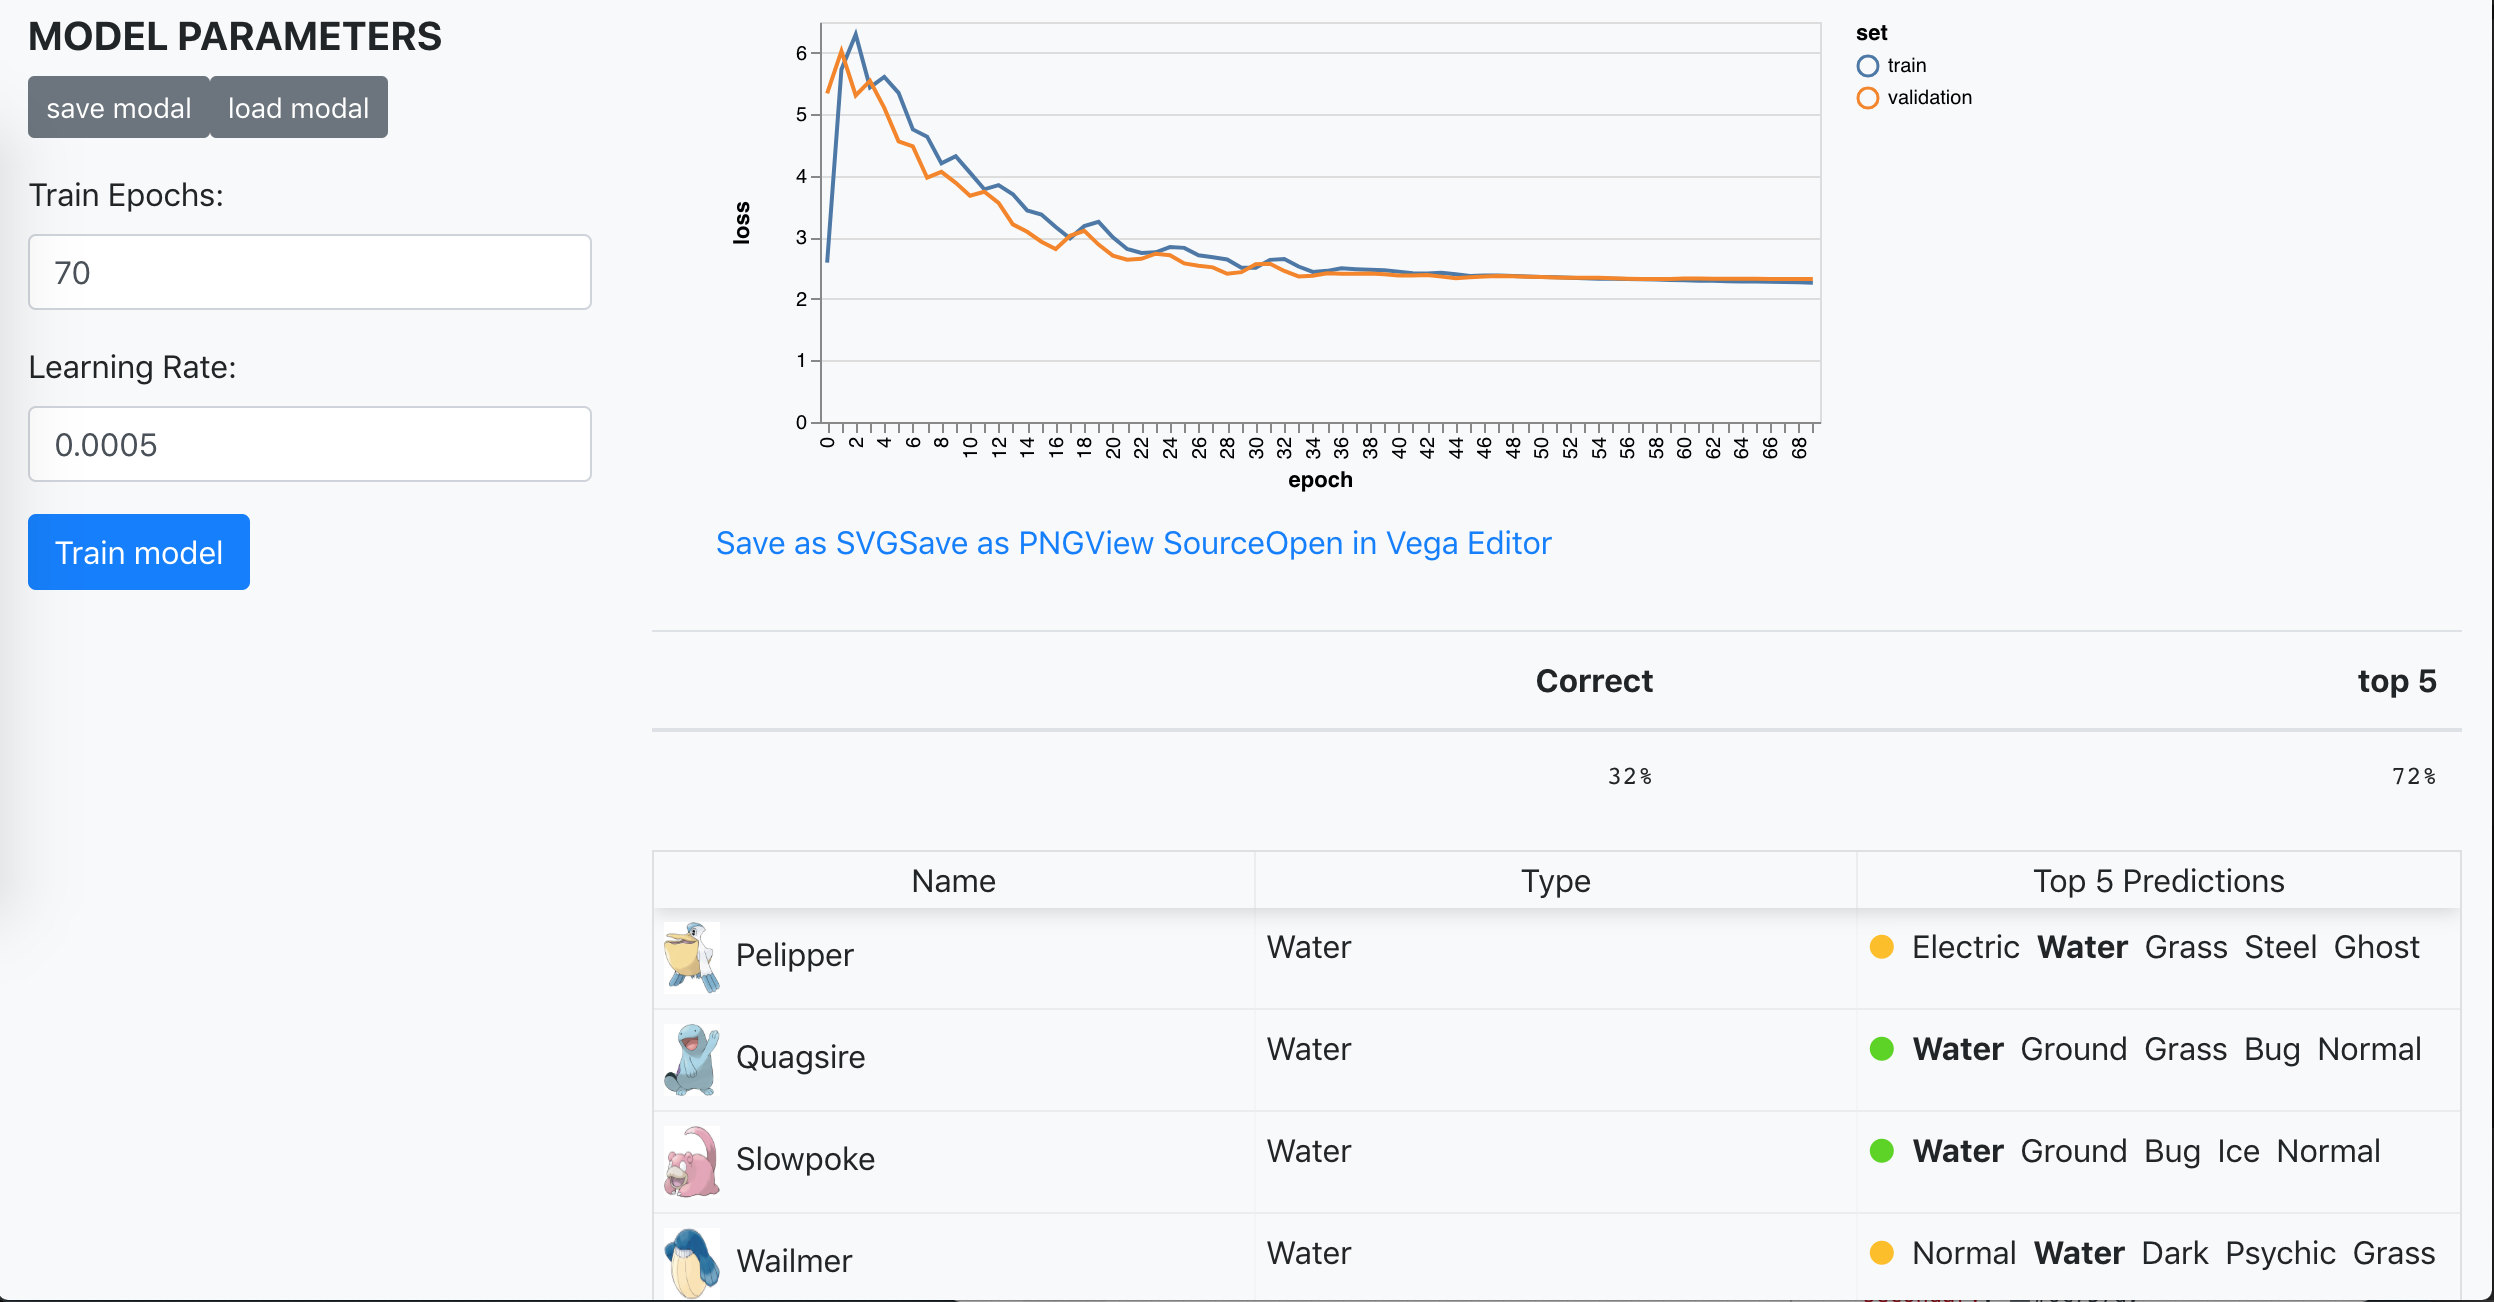 MODEL PARAMETERS
save modal load modal
Train Epochs:
70
Learning Rate:
0.0005
Train model
6
5
4
3
2
1
0
loss
0 2 4 6 8 10 12 14 16 18 20 22 24 26 28 30 32 34 36 38 40 42 44 46 48 50 52 54 56 58 60 62 64 66 68
epoch
set
train
validation
Save as SVGSave as PNGView SourceOpen in Vega Editor
Correct top 5
32% 72%
Name Type Top 5 Predictions
Pelipper Water Electric Water Grass Steel Ghost
Quagsire Water Water Ground Grass Bug Normal
Slowpoke Water Water Ground Bug Ice Normal
Wailmer Water Normal Water Dark Psychic Grass